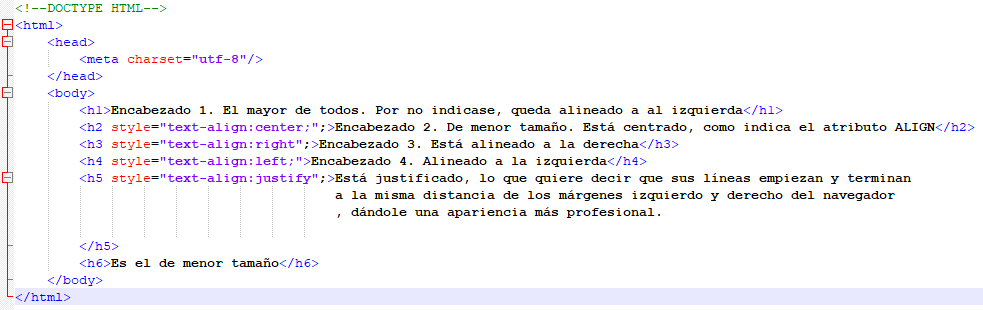 <!--DOCTYPE HTML-->
<html>
<head>
<meta charset="utf-8"/>
</head>
<body>
<h1>Encabezado 1. El mayor de todos. Por no indicase, queda alineado a al izquierda</h1>
<h2 style="text-align:center;";>Encabezado 2. De menor tamaño. Está centrado, como indica el atributo ALIGN</h2>
<h3 style="text-align:right";>Encabezado 3. Está alineado a la derecha</h3>
<h4 style="text-align:left;">Encabezado 4. Alineado a la izquierda</h4>
<h5 style="text-align:justify";>Está justificado, lo que quiere decir que sus líneas empiezan y terminan
a la misma distancia de los márgenes izquierdo y derecho del navegador
, dándole una apariencia más profesional.
</h5>
<h6>Es el de menor tamaño</h6>
</body>
</html>